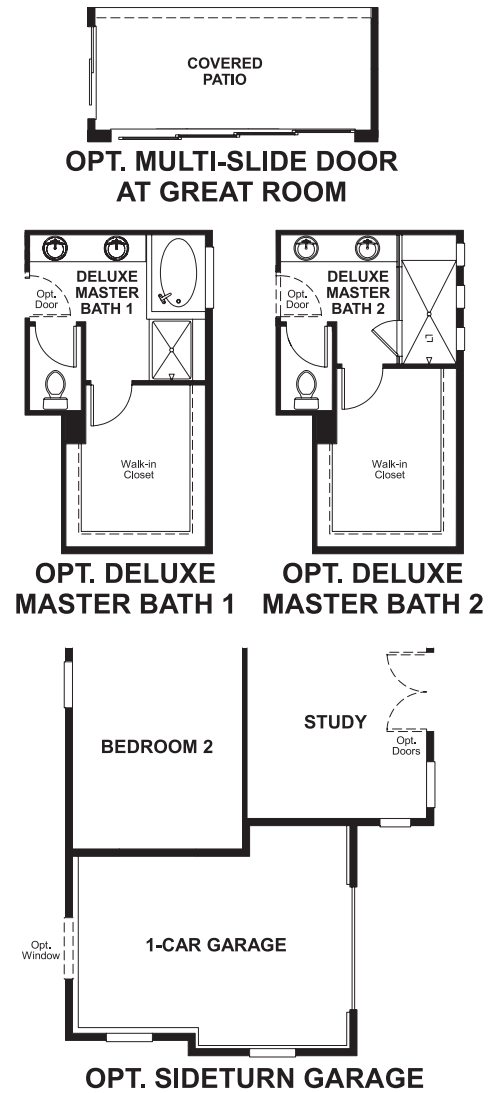 COVERED
PATIO
OPT. MULTI-SLIDE DOOR
AT GREAT ROOM
DELUXE
MASTER
BATH 1
Opt.
Door
Walk-in
Closet
OPT. DELUXE
MASTER BATH 1
DELUXE
MASTER
BATH 2
Opt.
Door
Walk-in
Closet
OPT. DELUXE
MASTER BATH 2
STUDY
BEDROOM 2
Opt.
Doors
1-CAR GARAGE
Opt.
Window
OPT. SIDETURN GARAGE